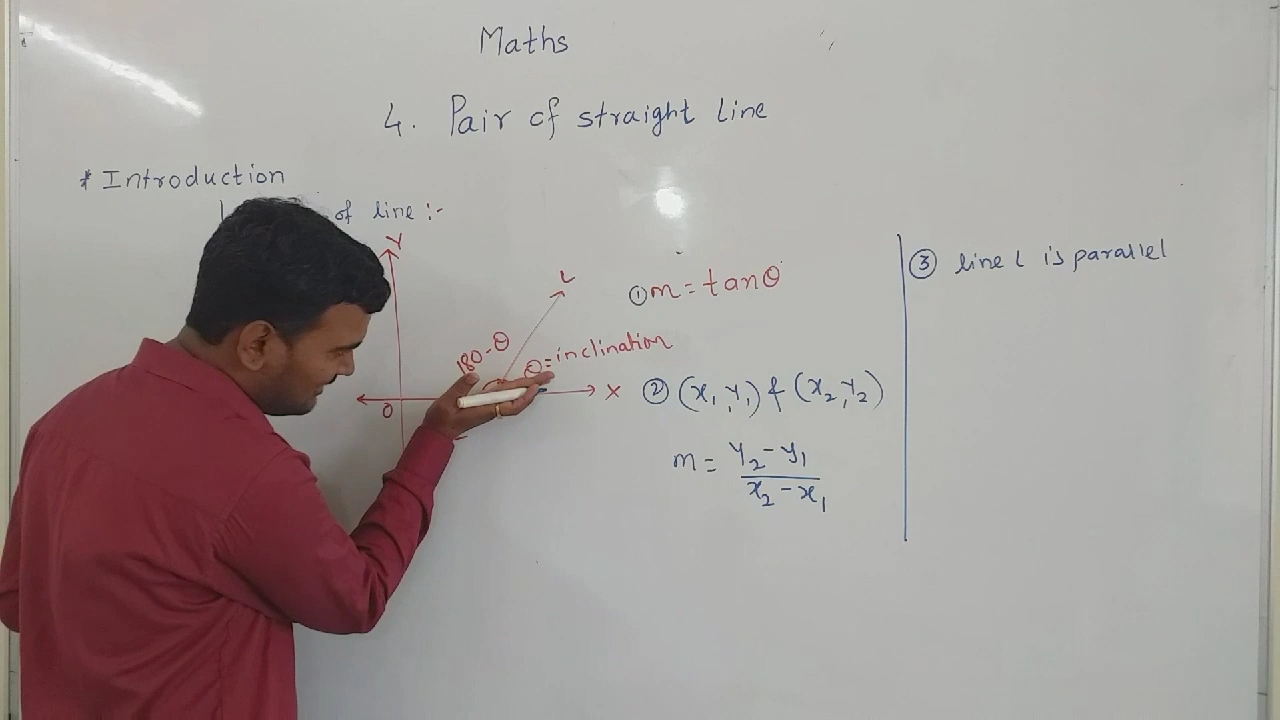 Maths
4. Pair of straight line
* Introduction
of line :-
Y
L
180-θ
θ=inclination
X
O
① m = tanθ
② (x₁, y₁) & (x₂, y₂)
m = y₂ - y₁
x₂ - x₁
③ line L is parallel